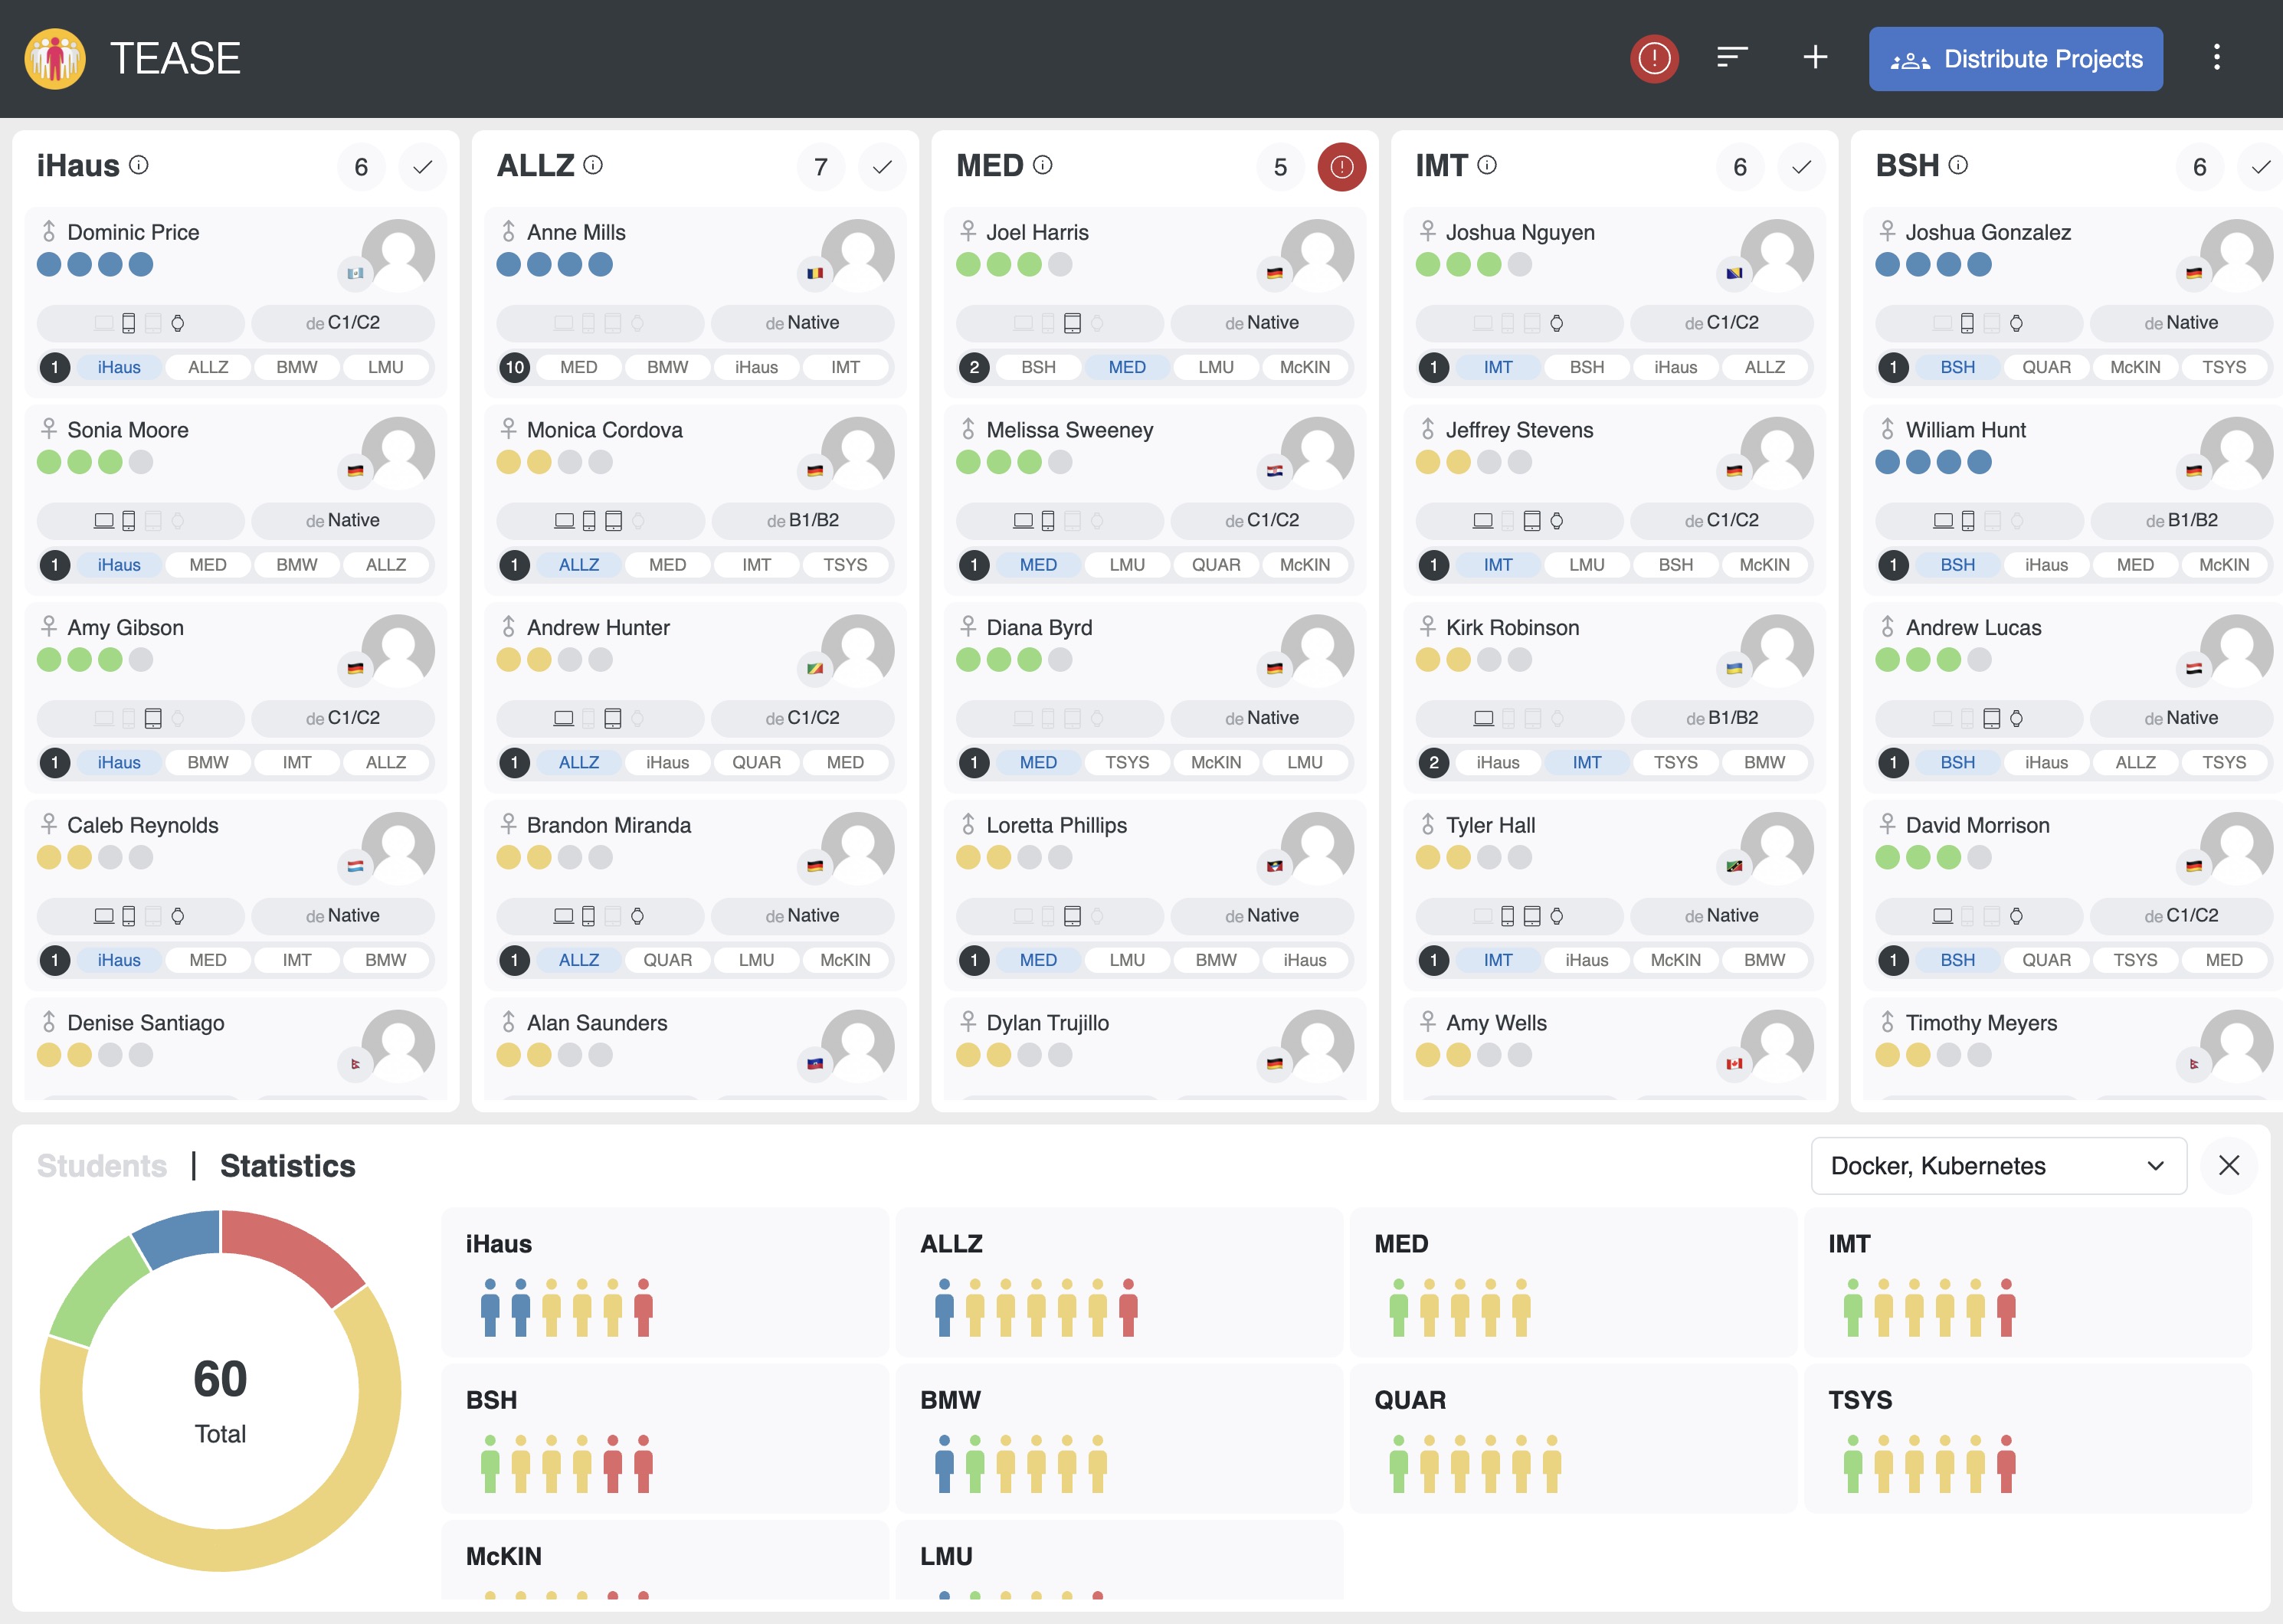 TEASE
Distribute Projects
iHaus 6
Dominic Price
de C1/C2
1 iHaus ALLZ BMW LMU
Sonia Moore
de Native
1 iHaus MED BMW ALLZ
Amy Gibson
de C1/C2
1 iHaus BMW IMT ALLZ
Caleb Reynolds
de Native
1 iHaus MED IMT BMW
Denise Santiago
ALLZ 7
Anne Mills
de Native
10 MED BMW iHaus IMT
Monica Cordova
de B1/B2
1 ALLZ MED IMT TSYS
Andrew Hunter
de C1/C2
1 ALLZ iHaus QUAR MED
Brandon Miranda
de Native
1 ALLZ QUAR LMU McKIN
Alan Saunders
MED 5
Joel Harris
de Native
2 BSH MED LMU McKIN
Melissa Sweeney
de C1/C2
1 MED LMU QUAR McKIN
Diana Byrd
de Native
1 MED TSYS McKIN LMU
Loretta Phillips
de Native
1 MED LMU BMW iHaus
Dylan Trujillo
IMT 6
Joshua Nguyen
de C1/C2
1 IMT BSH iHaus ALLZ
Jeffrey Stevens
de C1/C2
1 IMT LMU BSH McKIN
Kirk Robinson
de B1/B2
2 iHaus IMT TSYS BMW
Tyler Hall
de Native
1 IMT iHaus McKIN BMW
Amy Wells
BSH 6
Joshua Gonzalez
de Native
1 BSH QUAR McKIN TSYS
William Hunt
de B1/B2
1 BSH iHaus MED McKIN
Andrew Lucas
de Native
1 BSH iHaus ALLZ TSYS
David Morrison
de C1/C2
1 BSH QUAR TSYS MED
Timothy Meyers
Students | Statistics
Docker, Kubernetes
60
Total
iHaus
ALLZ
MED
IMT
BSH
BMW
QUAR
TSYS
McKIN
LMU